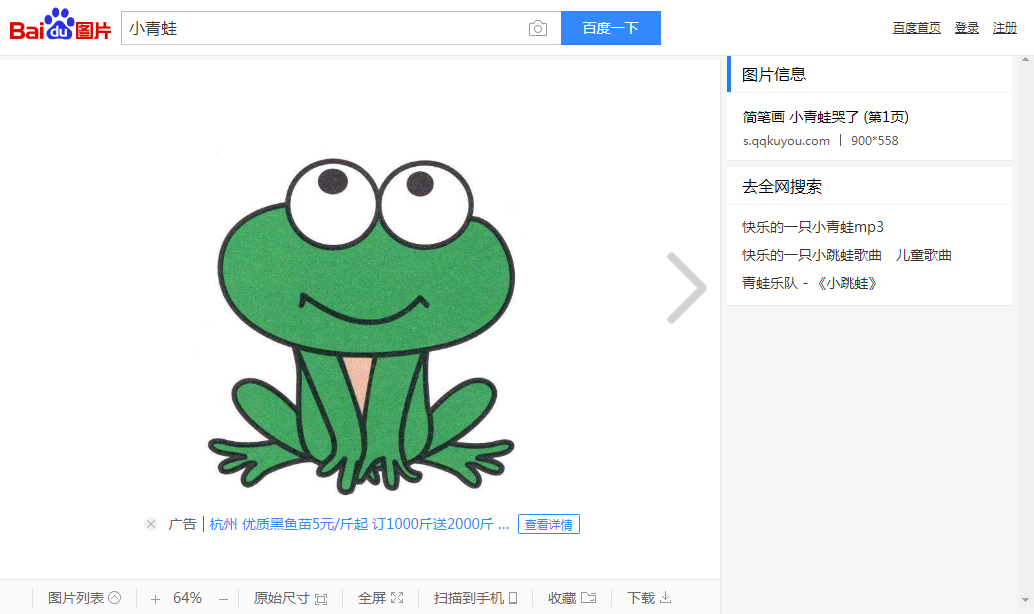 Bai du 图片
小青蛙
百度一下
百度首页 登录 注册
图片信息
简笔画 小青蛙哭了 (第1页)
s.qqkuyou.com | 900*558
去全网搜索
快乐的一只小青蛙mp3
快乐的一只小跳蛙歌曲 儿童歌曲
青蛙乐队 - 《小跳蛙》
广告 | 杭州 优质黑鱼苗5元/斤起 订1000斤送2000斤 ... 查看详情
图片列表 + 64% − 原始尺寸 全屏 扫描到手机 收藏 下载